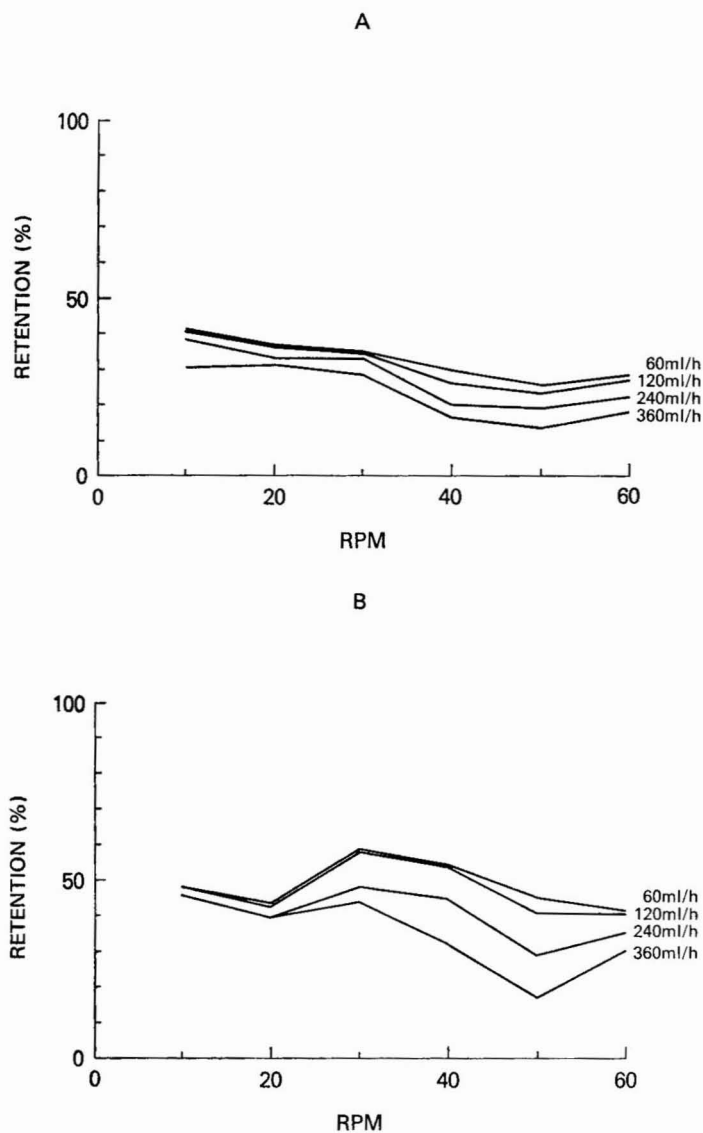 A
100
50
0
RETENTION (%)
60ml/h
120ml/h
240ml/h
360ml/h
0
20
40
60
RPM
B
100
50
0
RETENTION (%)
60ml/h
120ml/h
240ml/h
360ml/h
0
20
40
60
RPM